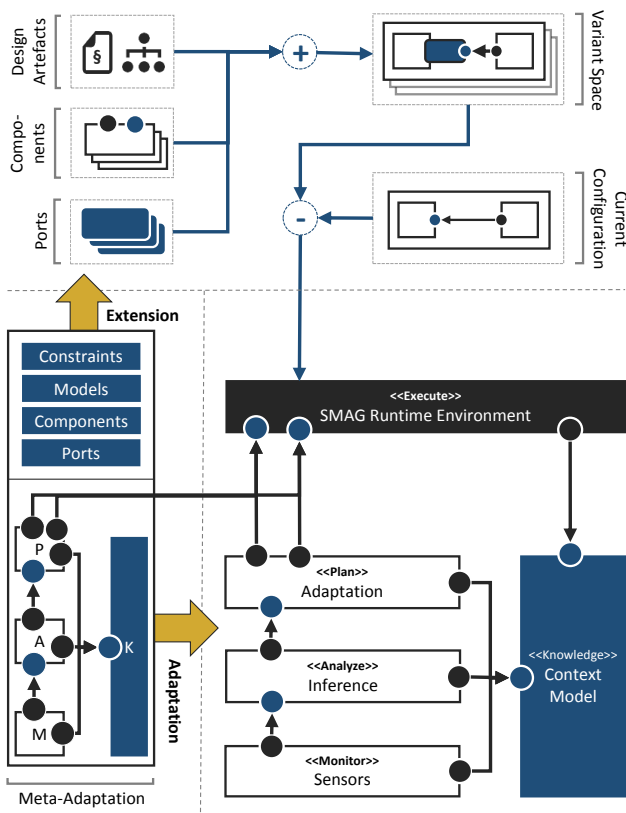 Design
Artefacts
§
+
Variant Space
Compo-
nents
Ports
-
Current
Configuration
Extension
Constraints
Models
Components
Ports
<<Execute>>
SMAG Runtime Environment
P
A
M
K
Adaptation
<<Plan>>
Adaptation
<<Analyze>>
Inference
<<Monitor>>
Sensors
<<Knowledge>>
Context
Model
Meta-Adaptation